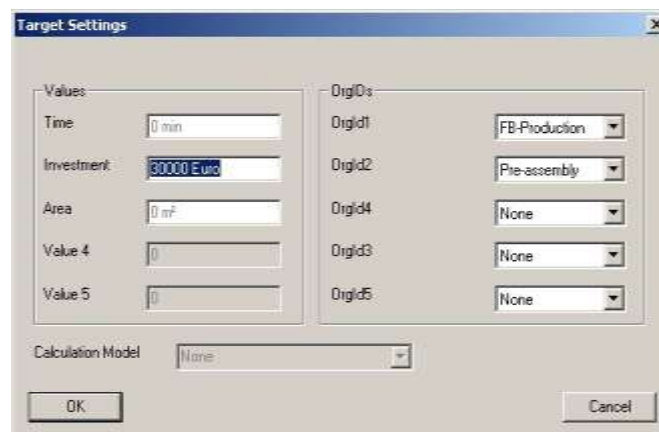 Target Settings
Values
Time
0 min
Investment
30000 Euro
Area
0 m²
Value 4
0
Value 5
0
OrgIDs
OrgId1
FB-Production
OrgId2
Pre-assembly
OrgId4
None
OrgId3
None
OrgId5
None
Calculation Model
None
OK
Cancel